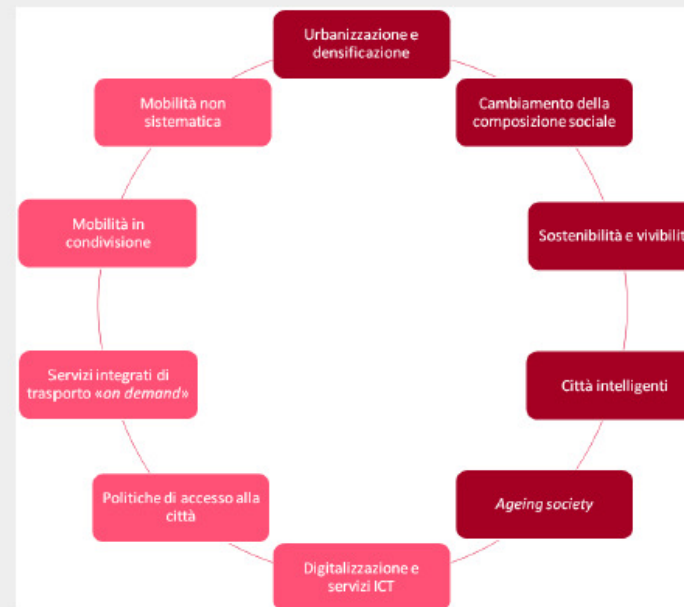 Urbanizzazione e
densificazione
Cambiamento della
composizione sociale
Sostenibilità e vivibilit
Città intelligenti
Ageing society
Digitalizzazione e
servizi ICT
Politiche di accesso alla
città
Servizi integrati di
trasporto «on demand»
Mobilità in
condivisione
Mobilità non
sistematica